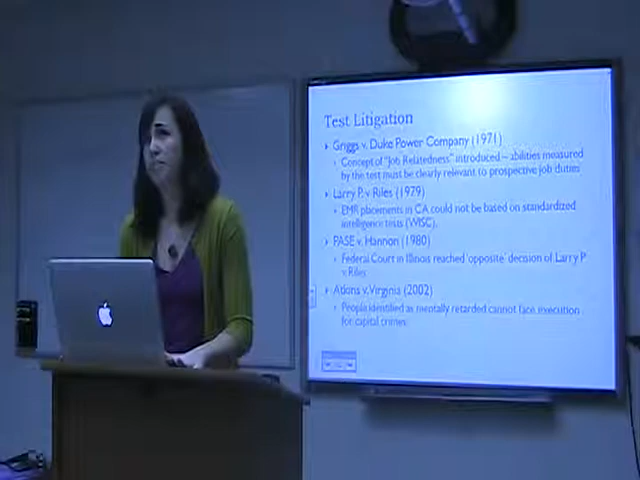 Test Litigation
Griggs v. Duke Power Company (1971)
Concept of "Job Relatedness" introduced – abilities measured
by the test must be clearly relevant to prospective job duties
Larry P. v Riles (1979)
EMR placements in CA could not be based on standardized
intelligence tests (WISC).
PASE v. Hannon (1980)
Federal Court in Illinois reached 'opposite' decision of Larry P
v Riles
Atkins v. Virginia (2002)
People identified as mentally retarded cannot face execution
for capital crimes.